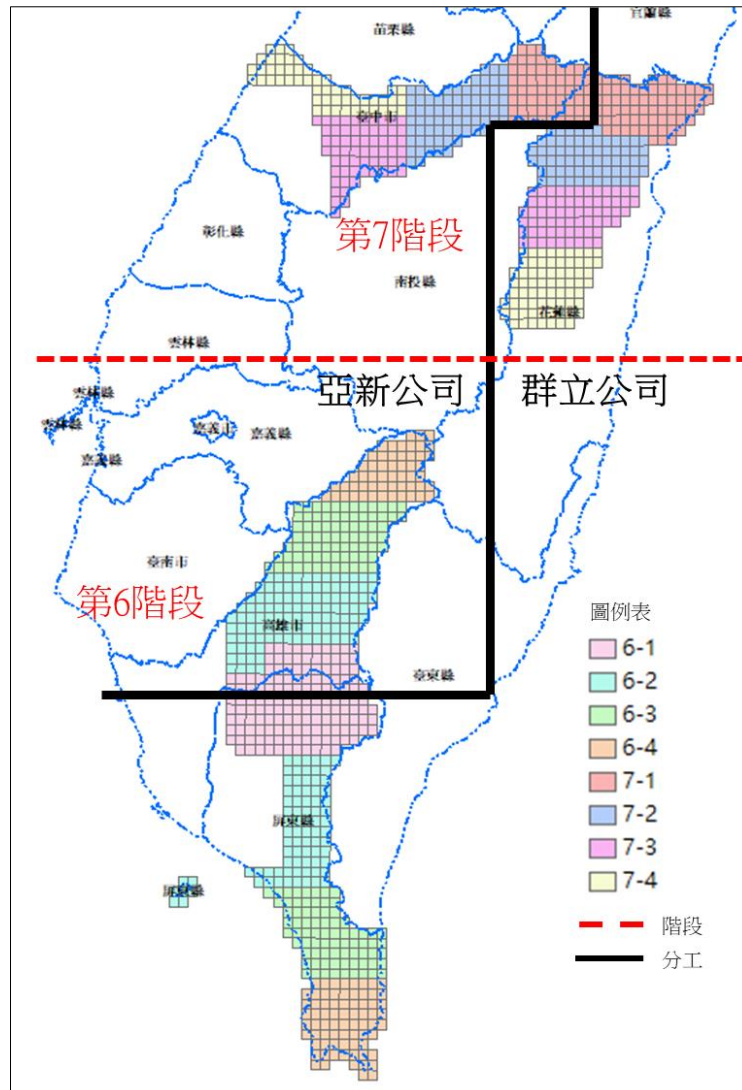 苗栗縣
宜蘭縣
臺中市
彰化縣
第7階段
南投縣
花蓮縣
雲林縣
亞新公司
群立公司
雲林縣
雲林縣
嘉義市
嘉義縣
嘉義縣
臺南市
第6階段
高雄市
臺東縣
屏東縣
屏東縣
圖例表
6-1
6-2
6-3
6-4
7-1
7-2
7-3
7-4
階段
分工